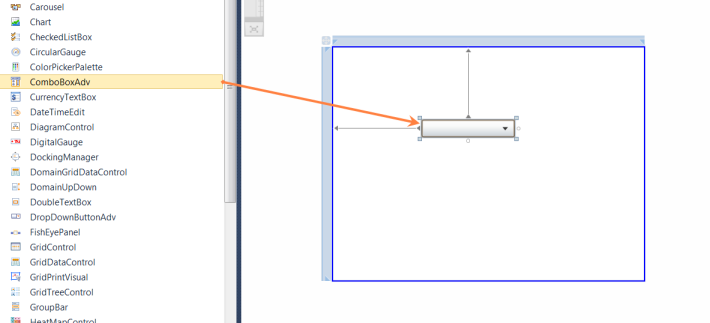 Carousel
Chart
CheckedListBox
CircularGauge
ColorPickerPalette
ComboBoxAdv
CurrencyTextBox
DateTimeEdit
DiagramControl
DigitalGauge
DockingManager
DomainGridDataControl
DomainUpDown
DoubleTextBox
DropDownButtonAdv
FishEyePanel
GridControl
GridDataControl
GridPrintVisual
GridTreeControl
GroupBar
HeatMapControl